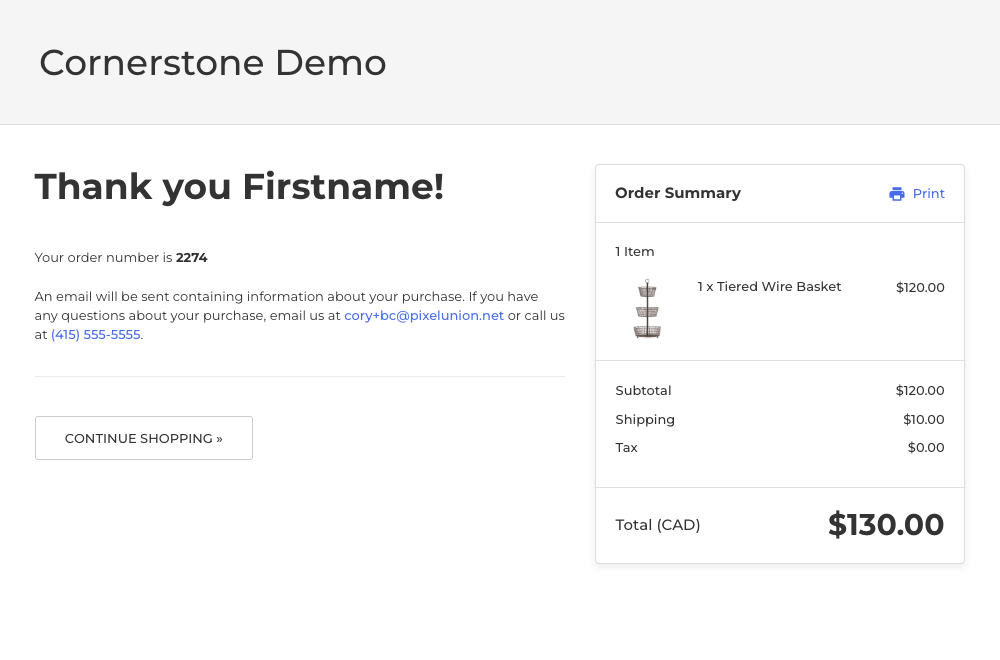 Cornerstone Demo
Thank you Firstname!
Your order number is 2274
An email will be sent containing information about your purchase. If you have
any questions about your purchase, email us at cory+bc@pixelunion.net or call us
at (415) 555-5555.
CONTINUE SHOPPING »
Order Summary Print
1 Item
1 x Tiered Wire Basket $120.00
Subtotal $120.00
Shipping $10.00
Tax $0.00
Total (CAD) $130.00